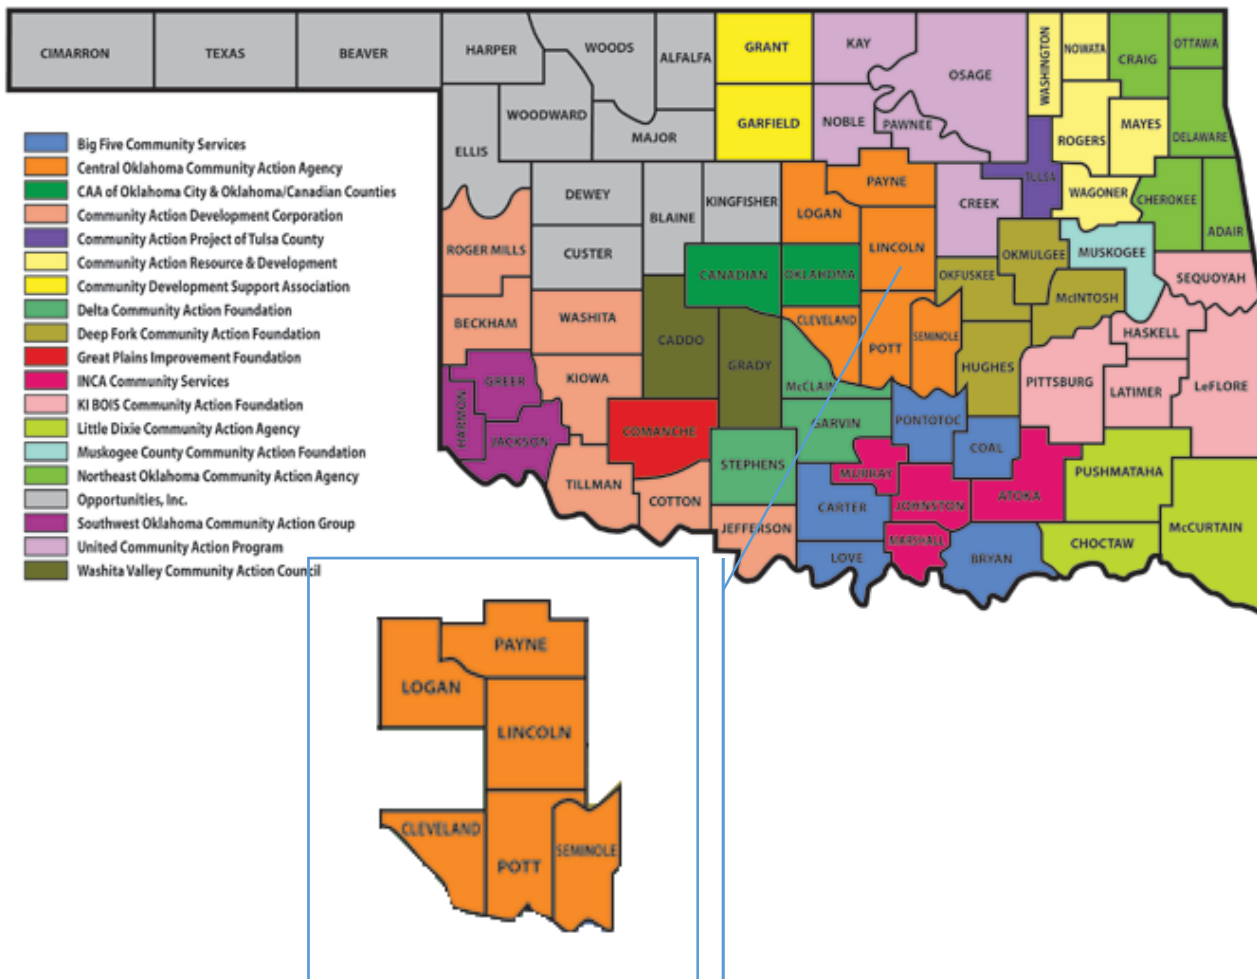 CIMARRON
TEXAS
BEAVER
HARPER
WOODS
ALFALFA
GRANT
KAY
OSAGE
WASHINGTON
NOWATA
CRAIG
OTTAWA
WOODWARD
MAJOR
GARFIELD
NOBLE
PAWNEE
ROGERS
MAYES
DELAWARE
ELLIS
DEWEY
BLAINE
KINGFISHER
LOGAN
PAYNE
CREEK
TULSA
WAGONER
CHEROKEE
ADAIR
ROGER MILLS
CUSTER
CANADIAN
OKLAHOMA
LINCOLN
OKFUSKEE
OKMULGEE
MUSKOGEE
SEQUOYAH
McINTOSH
BECKHAM
WASHITA
CADDO
GRADY
CLEVELAND
POTT
SEMINOLE
HUGHES
HASKELL
PITTSBURG
LATIMER
LeFLORE
GREER
HARMON
JACKSON
KIOWA
COMANCHE
McCLAIN
GARVIN
PONTOTOC
COAL
STEPHENS
MURRAY
TILLMAN
COTTON
JEFFERSON
CARTER
JOHNSTON
ATOKA
PUSHMATAHA
McCURTAIN
LOVE
MARSHALL
BRYAN
CHOCTAW
Big Five Community Services
Central Oklahoma Community Action Agency
CAA of Oklahoma City & Oklahoma/Canadian Counties
Community Action Development Corporation
Community Action Project of Tulsa County
Community Action Resource & Development
Community Development Support Association
Delta Community Action Foundation
Deep Fork Community Action Foundation
Great Plains Improvement Foundation
INCA Community Services
KI BOIS Community Action Foundation
Little Dixie Community Action Agency
Muskogee County Community Action Foundation
Northeast Oklahoma Community Action Agency
Opportunities, Inc.
Southwest Oklahoma Community Action Group
United Community Action Program
Washita Valley Community Action Council
PAYNE
LOGAN
LINCOLN
CLEVELAND
POTT
SEMINOLE